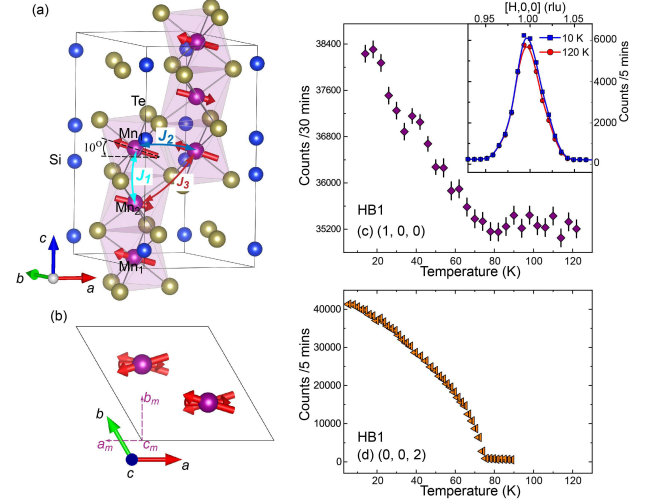 (a)
Te
Mn₁
J₂
10°
Si
J₁
J₃
Mn₂
c
Mn₁
b
a
(b)
b
bₘ
aₘ
cₘ
c
a
[H,0,0] (rlu)
0.95 1.00 1.05
10 K
120 K
6000
4000
2000
0
Counts /5 mins
38400
36800
35200
Counts /30 mins
HB1
(c) (1, 0, 0)
20 40 60 80 100 120
Temperature (K)
40000
30000
20000
10000
0
Counts /5 mins
HB1
(d) (0, 0, 2)
20 40 60 80 100 120
Temperature (K)